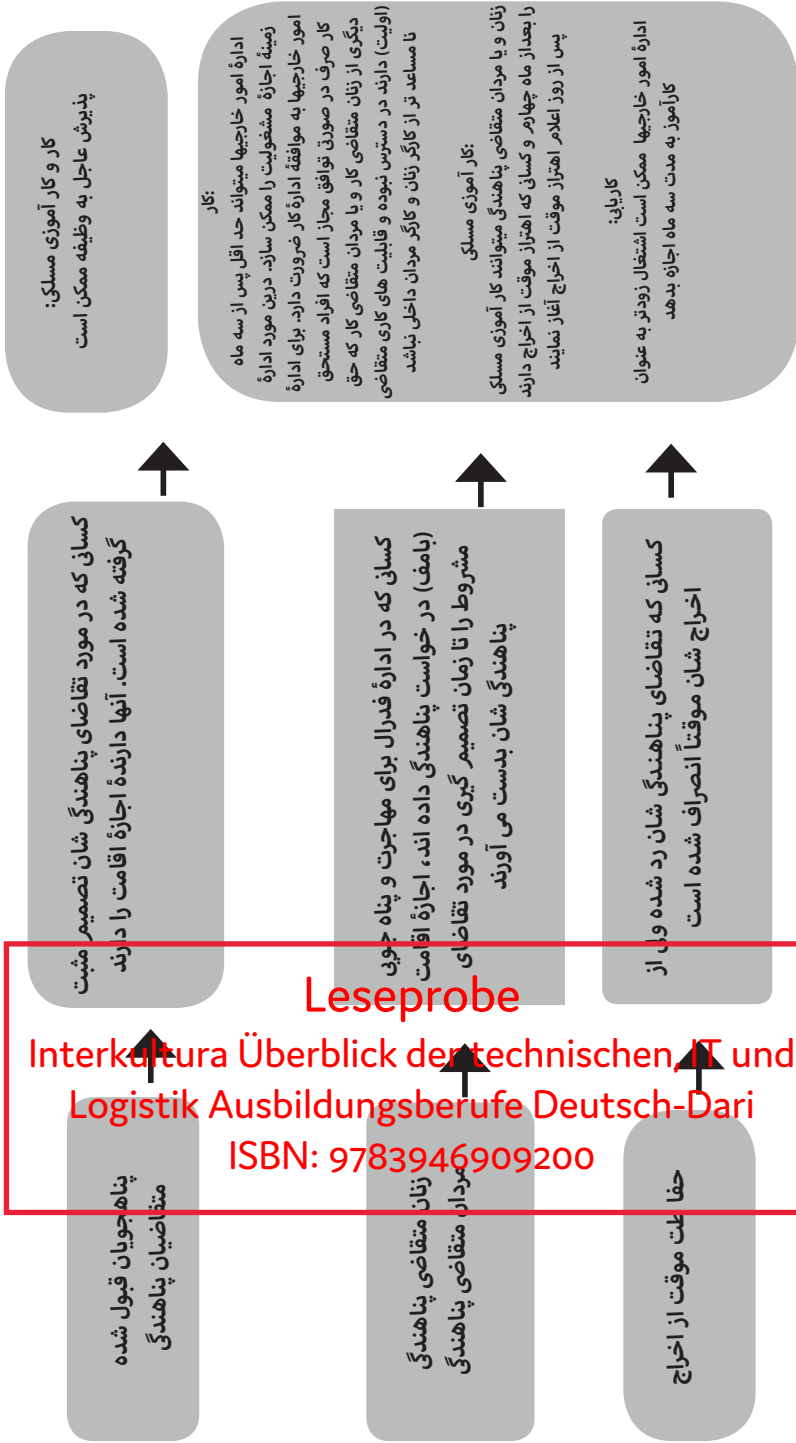 پناهجویان قبول شده
متقاضیان پناهندگی
کسانی که در مورد تقاضای پناهندگی شان تصمیم مثبت
گرفته شده است. آنها دارندهٔ اجازهٔ اقامت را دارند
کار و کار آموزی مسلکی:
پذیرش عاجل به وظیفه ممکن است
زنان متقاضی پناهندگی
مردان متقاضی پناهندگی
کسانی که در ادارهٔ فدرال برای مهاجرت و پناه جویی
(بامف) در خواست پناهندگی داده اند، اجازهٔ اقامت
مشروط را تا زمان تصمیم گیری در مورد تقاضای
پناهندگی شان بدست می آورند
حفا ظت موقت از اخراج
کسانی که تقاضای پناهندگی شان رد شده ولی از
اخراج شان موقتاً انصراف شده است
کار:
ادارهٔ امور خارجیها میتواند حد اقل پس از سه ماه
زمینهٔ اجازهٔ مشغولیت را ممکن سازد. درین مورد ادارهٔ
امور خارجیها به موافقهٔ ادارهٔ کار ضرورت دارد. برای ادارهٔ
کار صرف در صورتی توافق مجاز است که افراد مستحق
دیگری از زنان متقاضی کار و یا مردان متقاضی کار که حق
(اولیت) دارند در دسترس نبوده و قابلیت های کاری متقاضی
نا مساعد تر از کارگر زنان و کارگر مردان داخلی نباشد
کار آموزی مسلکی:
زنان و یا مردان متقاضی پناهندگی میتوانند کار آموزی مسلکی
را بعداز ماه چهارم و کسانی که اهتراز موقت از اخراج دارند
پس از روز اعلام اهتراز موقت از اخراج آغاز نمایند
کاریابی:
ادارهٔ امور خارجیها ممکن است اشتغال زودتر به عنوان
کارآموز به مدت سه ماه اجازه بدهد
Leseprobe
Interkultura Überblick der technischen, IT und
Logistik Ausbildungsberufe Deutsch-Dari
ISBN: 9783946909200